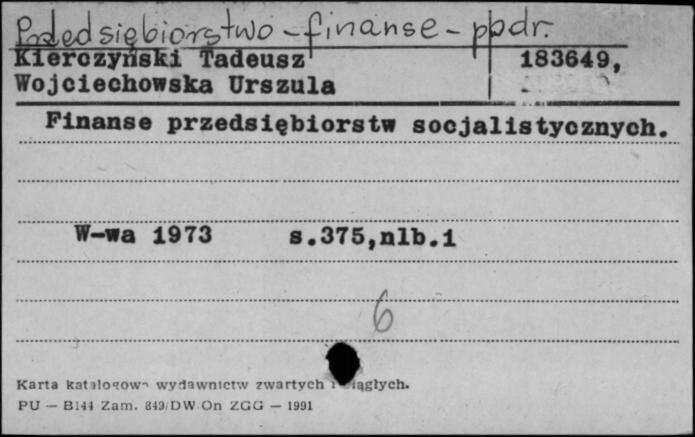 Przedsiębiorstwo - finanse - ppdr.
Kierczyński Tadeusz 183649,
Wojciechowska Urszula
Finanse przedsiębiorstw socjalistycznych.
W-wa 1973 s.375,nlb.1
6
Karta katalogowa wydawnictw zwartych i ciągłych.
PU — B144 Zam. 849/DW On ZGG — 1991